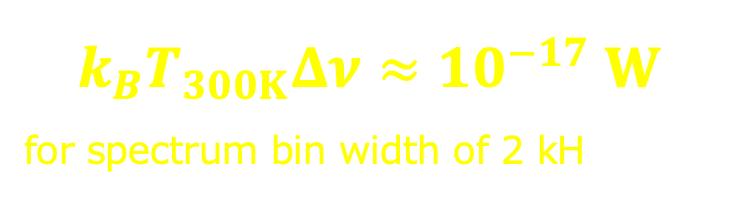 k_B T_300K Δν ≈ 10^−17 W
for spectrum bin width of 2 kH